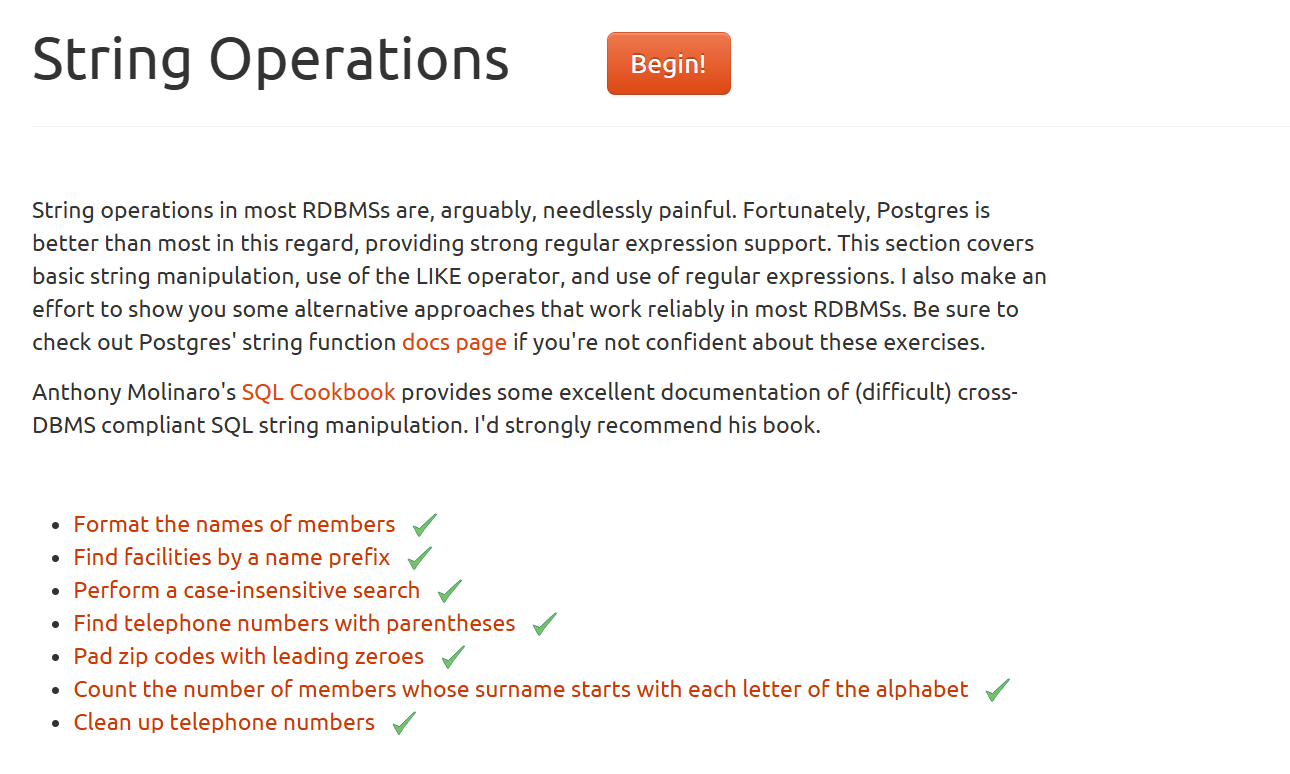 String Operations
Begin!
String operations in most RDBMSs are, arguably, needlessly painful. Fortunately, Postgres is
better than most in this regard, providing strong regular expression support. This section covers
basic string manipulation, use of the LIKE operator, and use of regular expressions. I also make an
effort to show you some alternative approaches that work reliably in most RDBMSs. Be sure to
check out Postgres' string function docs page if you're not confident about these exercises.
Anthony Molinaro's SQL Cookbook provides some excellent documentation of (difficult) cross-
DBMS compliant SQL string manipulation. I'd strongly recommend his book.
Format the names of members
Find facilities by a name prefix
Perform a case-insensitive search
Find telephone numbers with parentheses
Pad zip codes with leading zeroes
Count the number of members whose surname starts with each letter of the alphabet
Clean up telephone numbers